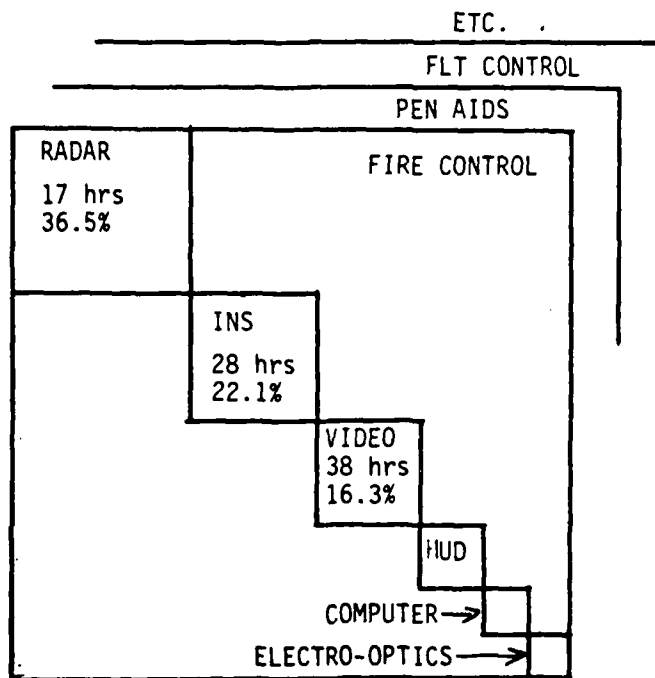 ETC.
FLT CONTROL
PEN AIDS
RADAR
FIRE CONTROL
17 hrs
36.5%
INS
28 hrs
22.1%
VIDEO
38 hrs
16.3%
HUD
COMPUTER
ELECTRO-OPTICS